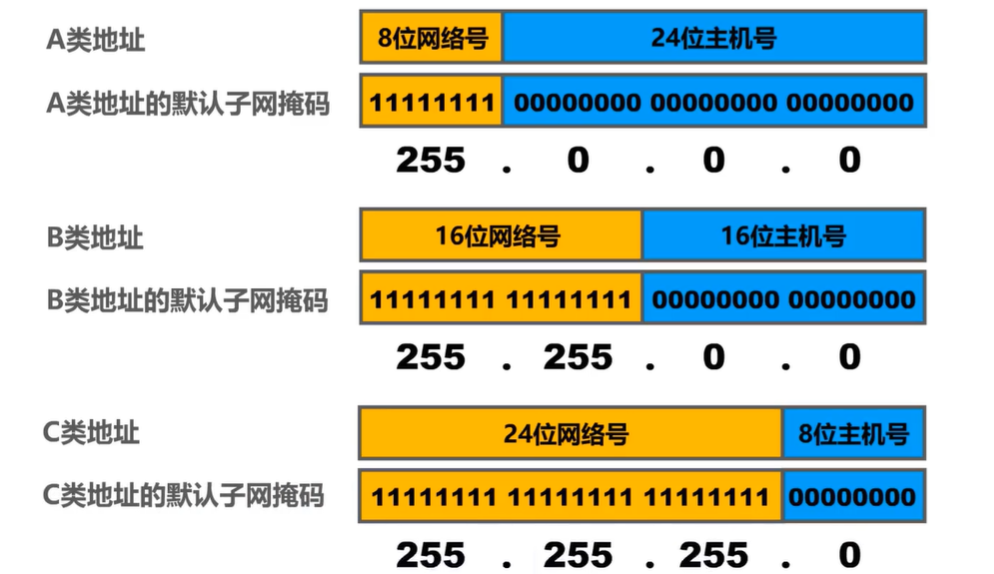 A类地址 8位网络号 24位主机号
A类地址的默认子网掩码 11111111 00000000 00000000 00000000
255 . 0 . 0 . 0
B类地址 16位网络号 16位主机号
B类地址的默认子网掩码 11111111 11111111 00000000 00000000
255 . 255 . 0 . 0
C类地址 24位网络号 8位主机号
C类地址的默认子网掩码 11111111 11111111 11111111 00000000
255 . 255 . 255 . 0